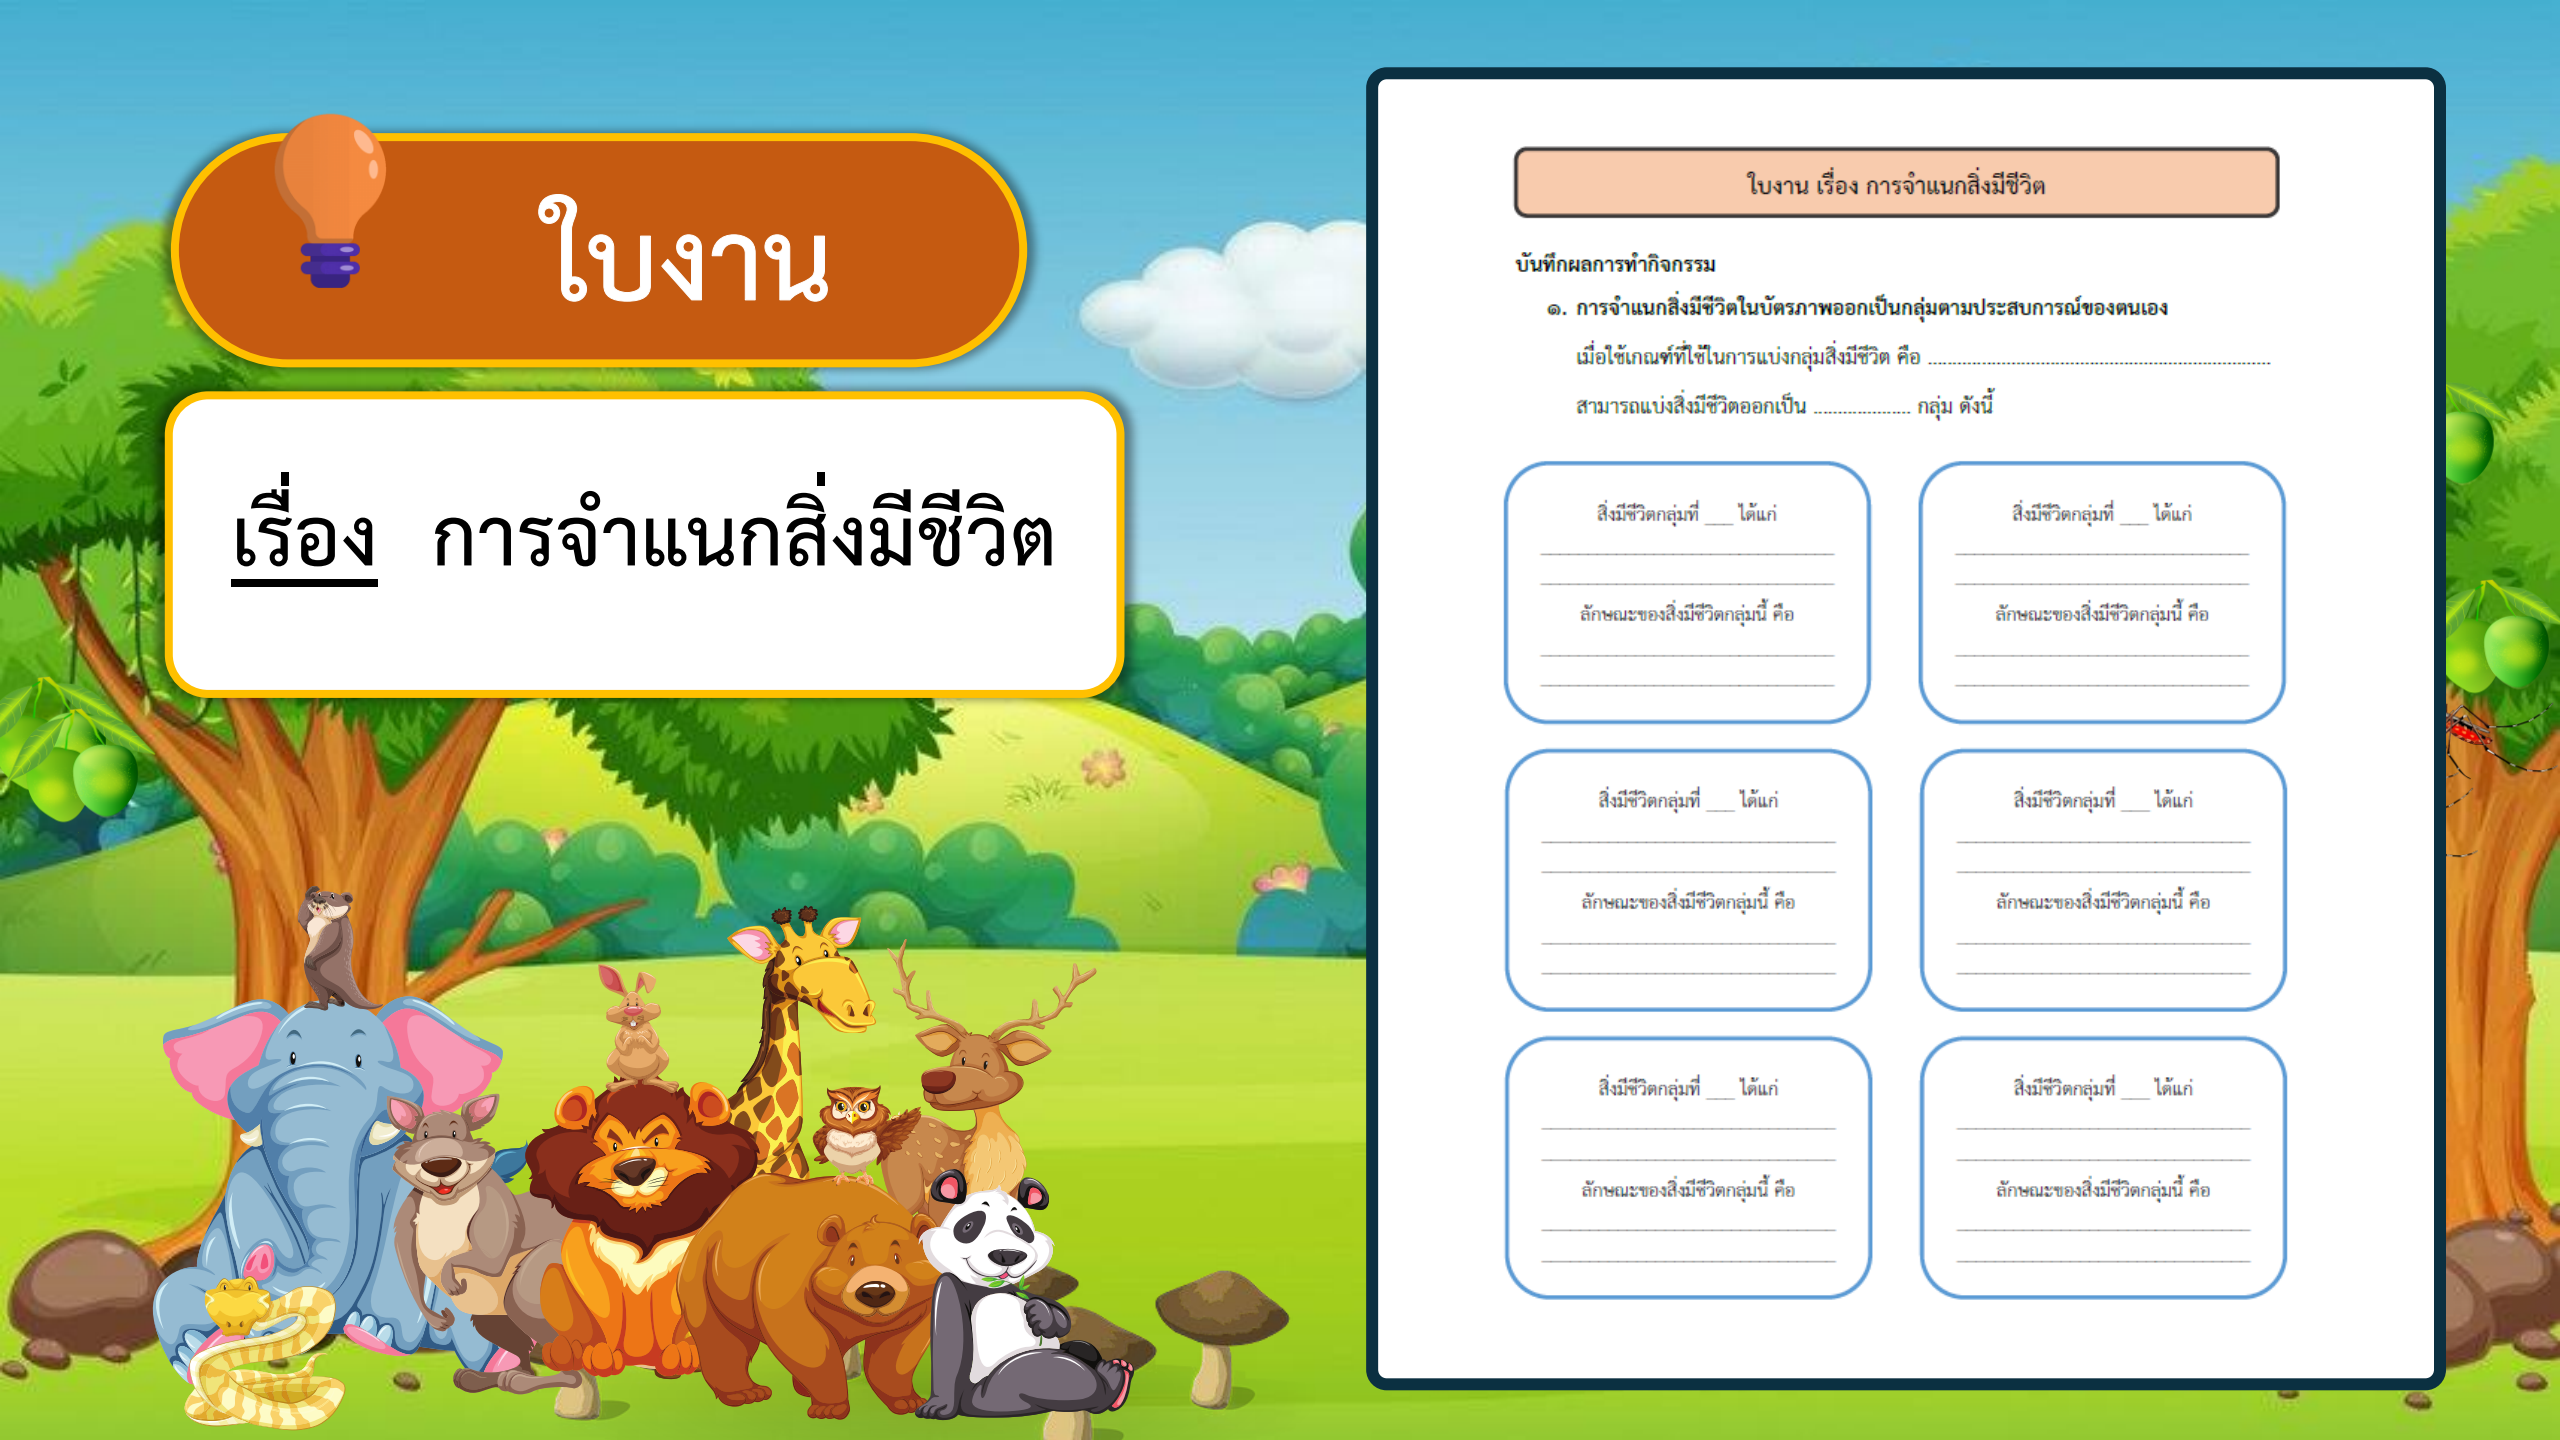 ใบงาน
เรื่อง การจำแนกสิ่งมีชีวิต
ใบงาน เรื่อง การจำแนกสิ่งมีชีวิต
บันทึกผลการทำกิจกรรม
๑. การจำแนกสิ่งมีชีวิตในบัตรภาพออกเป็นกลุ่มตามประสบการณ์ของตนเอง
เมื่อใช้เกณฑ์ที่ใช้ในการแบ่งกลุ่มสิ่งมีชีวิต คือ ........................................
สามารถแบ่งสิ่งมีชีวิตออกเป็น .................... กลุ่ม ดังนี้
สิ่งมีชีวิตกลุ่มที่ ___ ได้แก่
ลักษณะของสิ่งมีชีวิตกลุ่มนี้ คือ
สิ่งมีชีวิตกลุ่มที่ ___ ได้แก่
ลักษณะของสิ่งมีชีวิตกลุ่มนี้ คือ
สิ่งมีชีวิตกลุ่มที่ ___ ได้แก่
ลักษณะของสิ่งมีชีวิตกลุ่มนี้ คือ
สิ่งมีชีวิตกลุ่มที่ ___ ได้แก่
ลักษณะของสิ่งมีชีวิตกลุ่มนี้ คือ
สิ่งมีชีวิตกลุ่มที่ ___ ได้แก่
ลักษณะของสิ่งมีชีวิตกลุ่มนี้ คือ
สิ่งมีชีวิตกลุ่มที่ ___ ได้แก่
ลักษณะของสิ่งมีชีวิตกลุ่มนี้ คือ